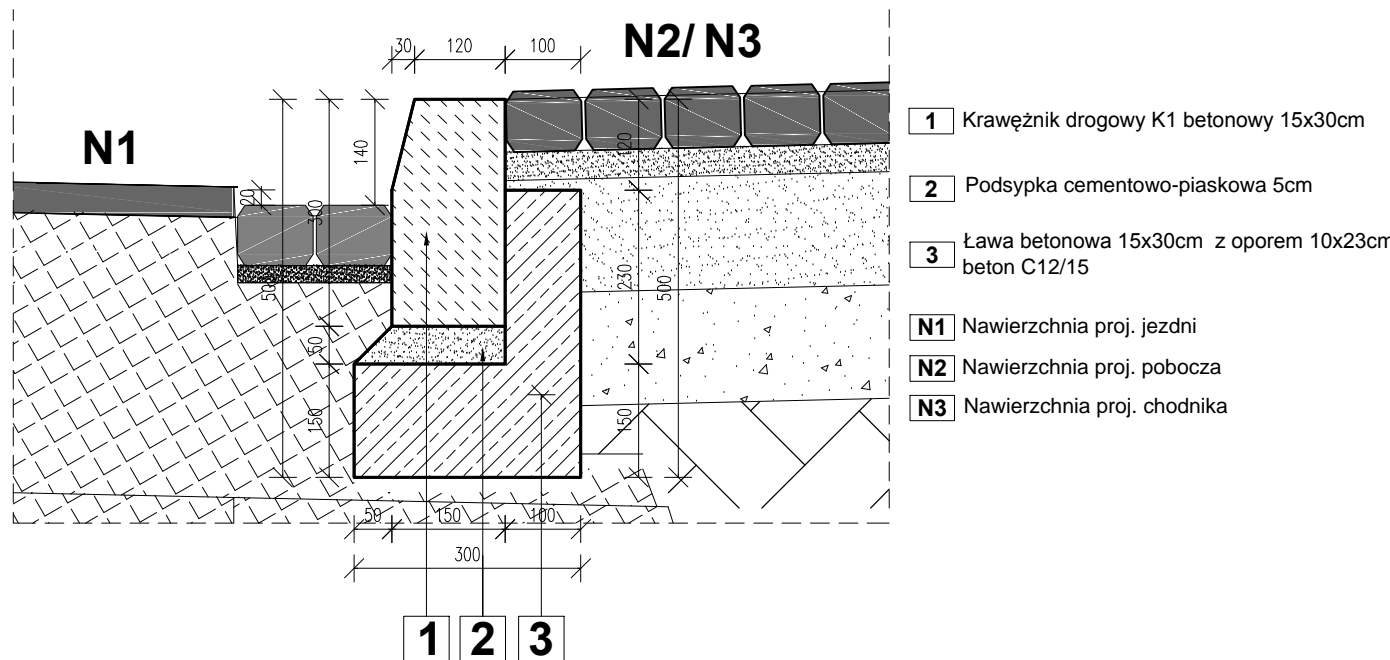 N2/ N3
30
120
100
N1
140
120
20
300
500
230
500
50
150
150
50
150
100
300
1
2
3
1 Krawężnik drogowy K1 betonowy 15x30cm
2 Podsypka cementowo-piaskowa 5cm
3 Ława betonowa 15x30cm z oporem 10x23cm
beton C12/15
N1 Nawierzchnia proj. jezdni
N2 Nawierzchnia proj. pobocza
N3 Nawierzchnia proj. chodnika